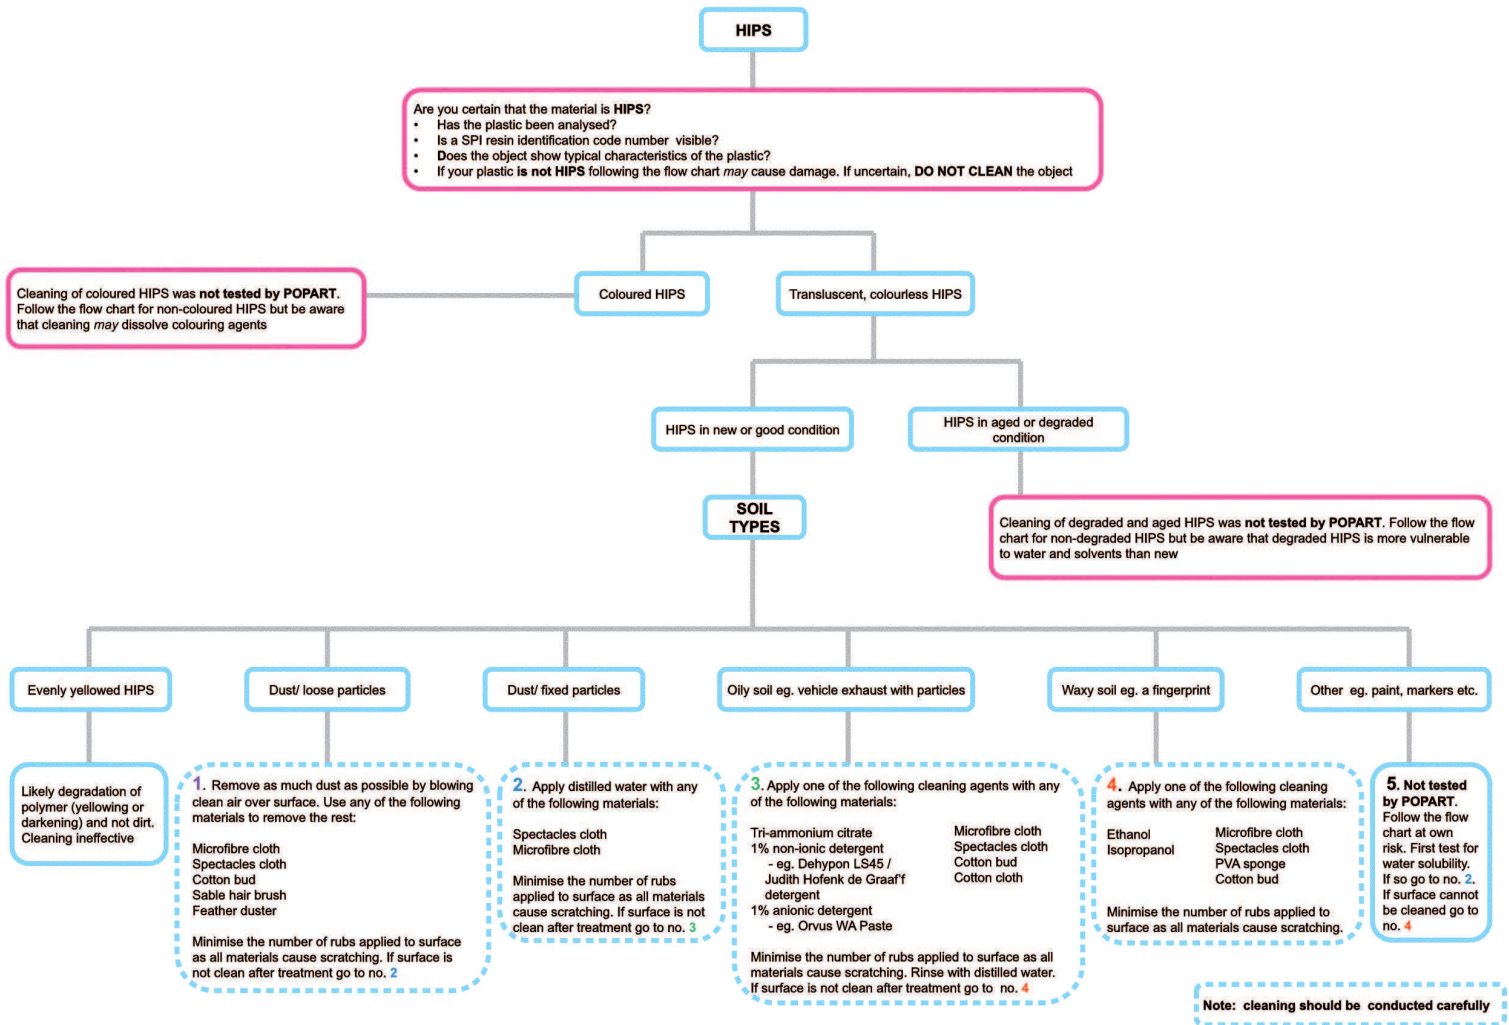 HIPS
Are you certain that the material is HIPS?
• Has the plastic been analysed?
• Is a SPI resin identification code number visible?
• Does the object show typical characteristics of the plastic?
• If your plastic is not HIPS following the flow chart may cause damage. If uncertain, DO NOT CLEAN the object
Cleaning of coloured HIPS was not tested by POPART.
Follow the flow chart for non-coloured HIPS but be aware
that cleaning may dissolve colouring agents
Coloured HIPS
Transluscent, colourless HIPS
HIPS in new or good condition
HIPS in aged or degraded
condition
SOIL
TYPES
Cleaning of degraded and aged HIPS was not tested by POPART. Follow the flow
chart for non-degraded HIPS but be aware that degraded HIPS is more vulnerable
to water and solvents than new
Evenly yellowed HIPS
Dust/ loose particles
Dust/ fixed particles
Oily soil eg. vehicle exhaust with particles
Waxy soil eg. a fingerprint
Other eg. paint, markers etc.
Likely degradation of
polymer (yellowing or
darkening) and not dirt.
Cleaning ineffective
1. Remove as much dust as possible by blowing
clean air over surface. Use any of the following
materials to remove the rest:
Microfibre cloth
Spectacles cloth
Cotton bud
Sable hair brush
Feather duster
Minimise the number of rubs applied to surface
as all materials cause scratching. If surface is
not clean after treatment go to no. 2
2. Apply distilled water with any
of the following materials:
Spectacles cloth
Microfibre cloth
Minimise the number of rubs
applied to surface as all materials
cause scratching. If surface is not
clean after treatment go to no. 3
3. Apply one of the following cleaning agents with any
of the following materials:
Tri-ammonium citrate
1% non-ionic detergent
- eg. Dehypon LS45 /
Judith Hofenk de Graaf'f
detergent
1% anionic detergent
- eg. Orvus WA Paste
Microfibre cloth
Spectacles cloth
Cotton bud
Cotton cloth
Minimise the number of rubs applied to surface as all
materials cause scratching. Rinse with distilled water.
If surface is not clean after treatment go to no. 4
4. Apply one of the following cleaning
agents with any of the following materials:
Ethanol
Isopropanol
Microfibre cloth
Spectacles cloth
PVA sponge
Cotton bud
Minimise the number of rubs applied to
surface as all materials cause scratching.
5. Not tested
by POPART.
Follow the flow
chart at own
risk. First test for
water solubility.
If so go to no. 2.
If surface cannot
be cleaned go to
no. 4
Note: cleaning should be conducted carefully